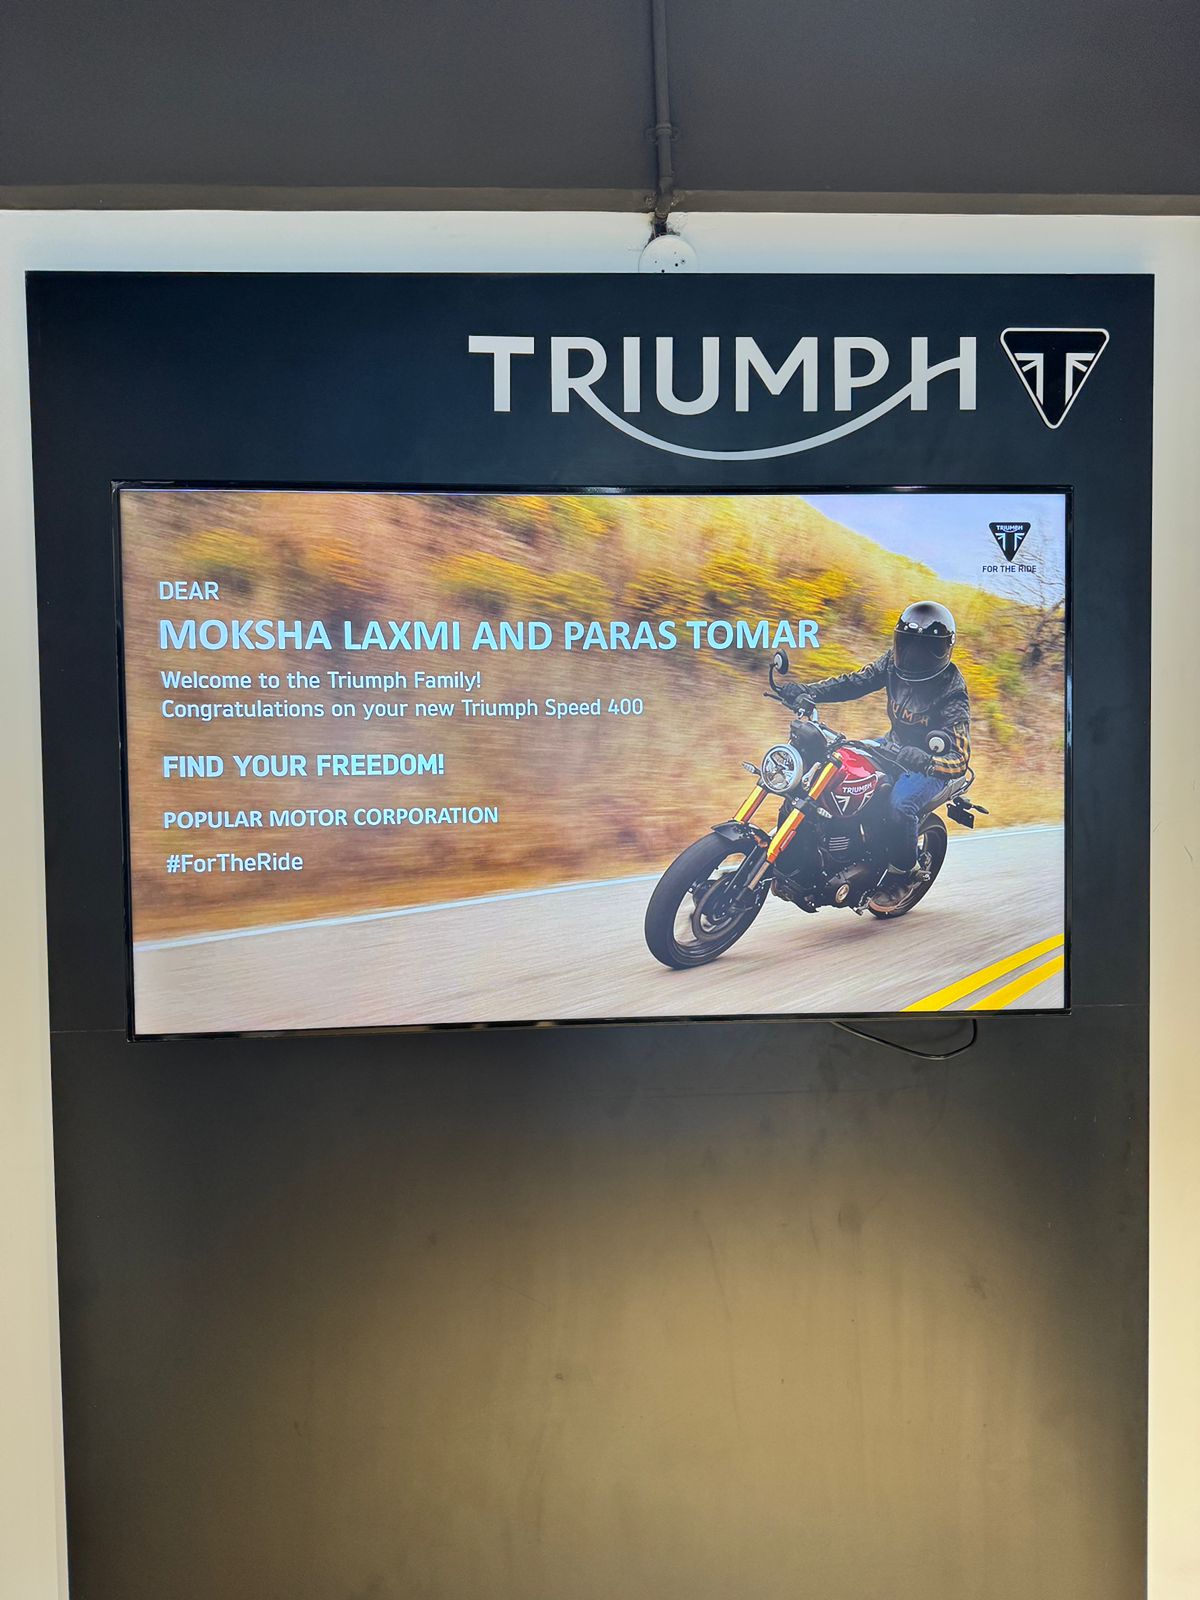 TRIUMPH
TRIUMPH
FOR THE RIDE
DEAR
MOKSHA LAXMI AND PARAS TOMAR
Welcome to the Triumph Family!
Congratulations on your new Triumph Speed 400
FIND YOUR FREEDOM!
POPULAR MOTOR CORPORATION
#ForTheRide
TRIUMPH